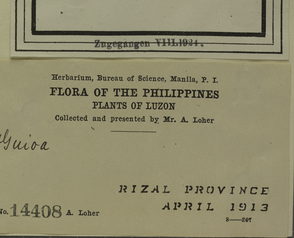 Zugegangen VIII.1921.
Herbarium, Bureau of Science, Manila, P. I.
FLORA OF THE PHILIPPINES
PLANTS OF LUZON
Collected and presented by Mr. A. Loher
Guioa
RIZAL PROVINCE
APRIL 1913
No. 14408 A. Loher